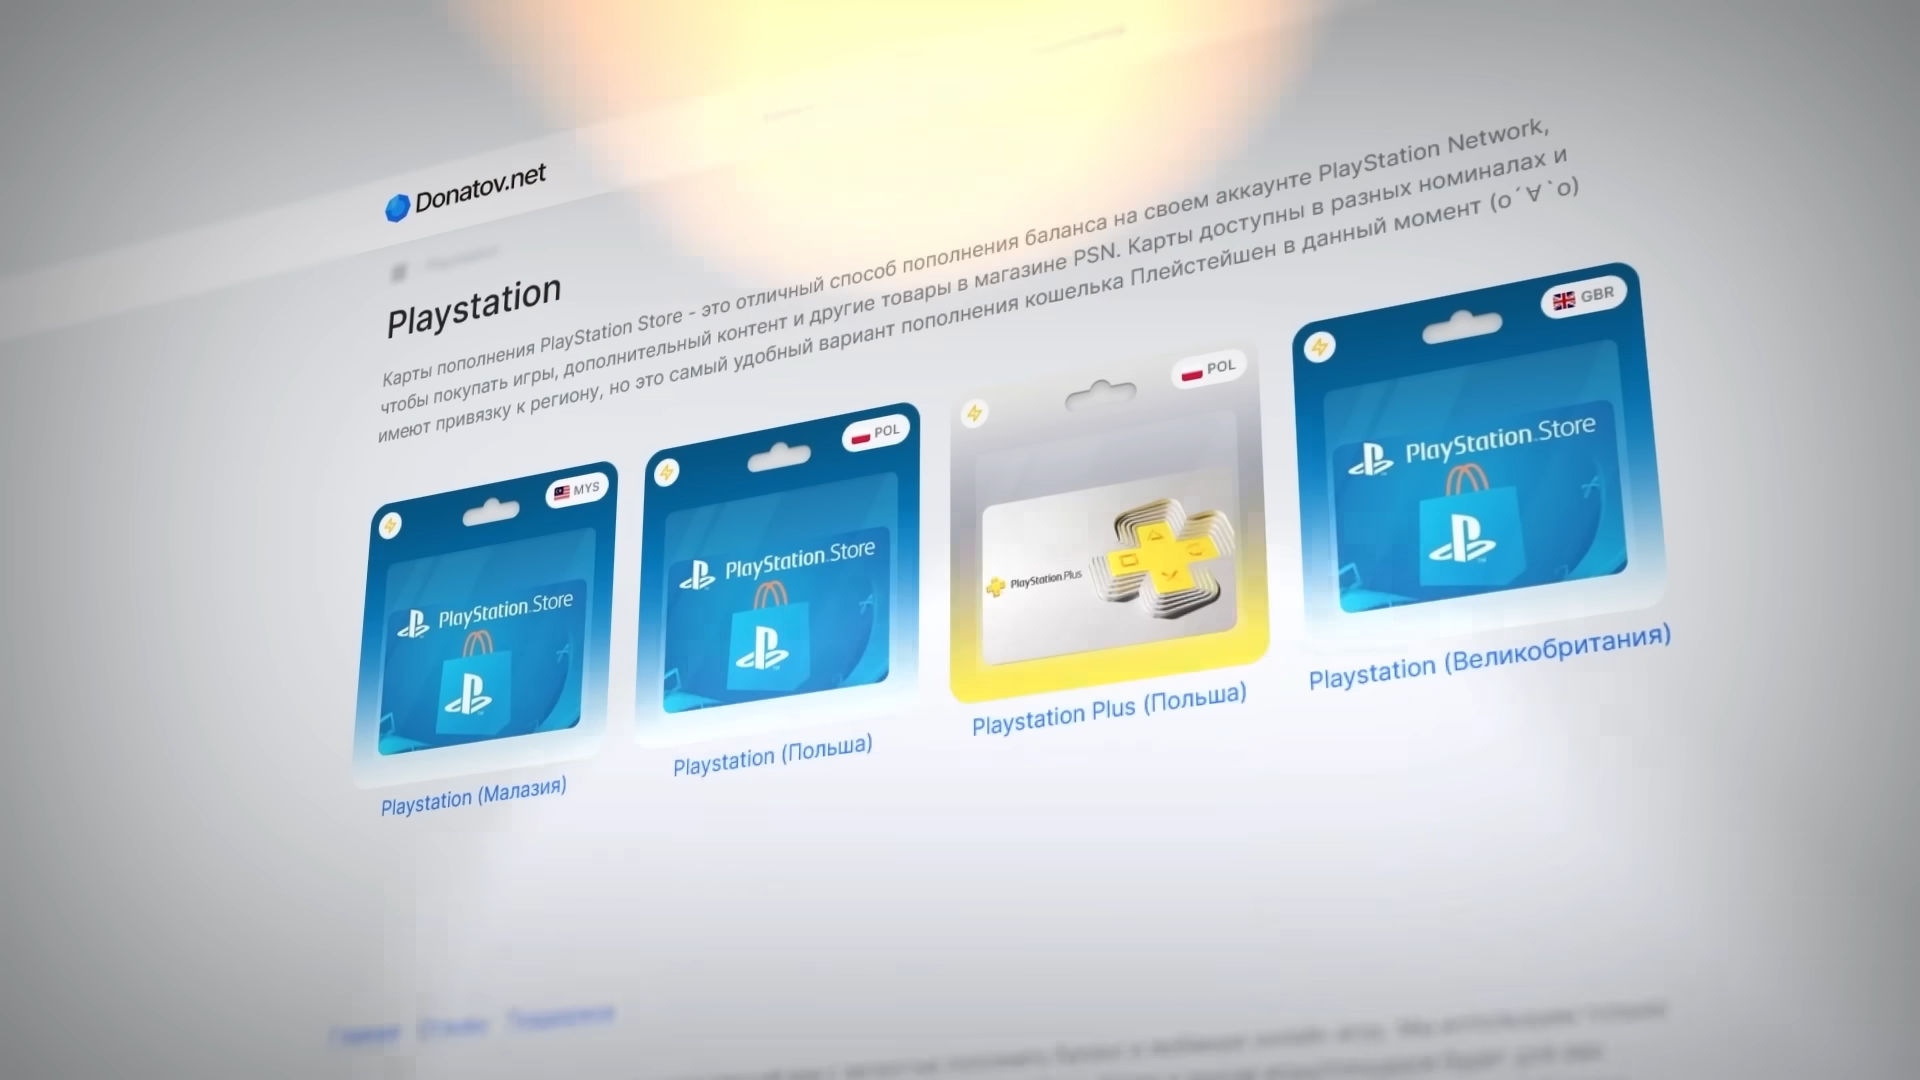 Donatov.net
Playstation
Карты пополнения PlayStation Store - это отличный способ пополнения баланса на своем аккаунте PlayStation Network,
чтобы покупать игры, дополнительный контент и другие товары в магазине PSN. Карты доступны в разных номиналах и
имеют привязку к региону, но это самый удобный вариант пополнения кошелька Плейстейшен в данный момент (o´∀`o)
MYS
PlayStation Store
Playstation (Малазия)
POL
PlayStation Store
Playstation (Польша)
POL
PlayStation Plus
Playstation Plus (Польша)
GBR
PlayStation Store
Playstation (Великобритания)